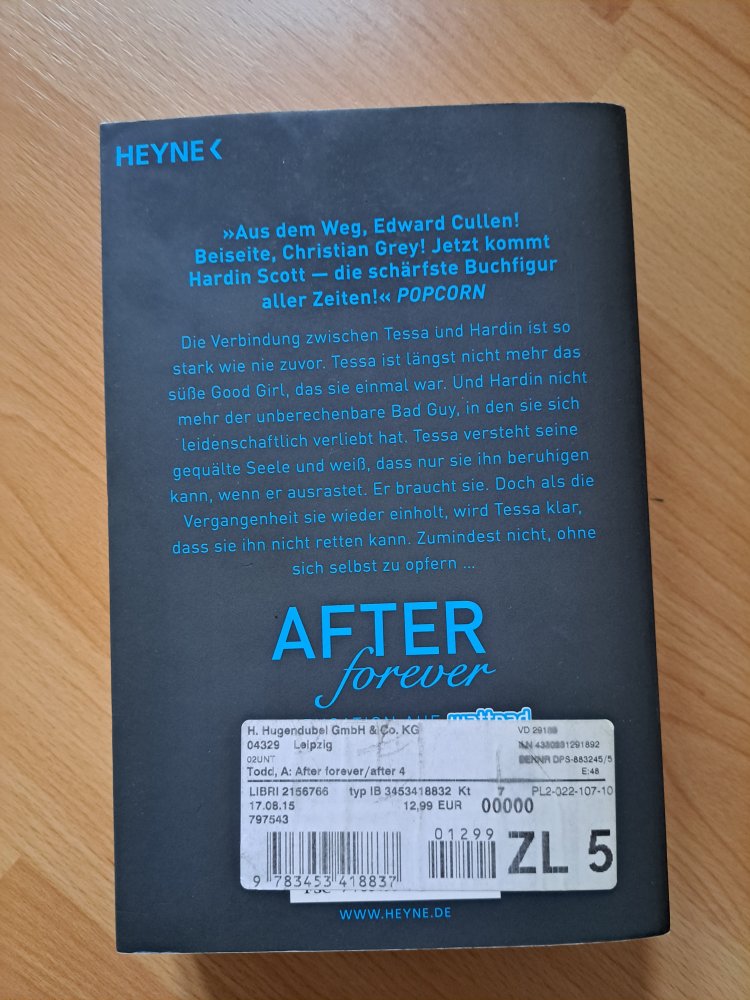 HEYNE
»Aus dem Weg, Edward Cullen!
Beiseite, Christian Grey! Jetzt kommt
Hardin Scott — die schärfste Buchfigur
aller Zeiten!« POPCORN
Die Verbindung zwischen Tessa und Hardin ist so
stark wie nie zuvor. Tessa ist längst nicht mehr das
süße Good Girl, das sie einmal war. Und Hardin nicht
mehr der unberechenbare Bad Guy, in den sie sich
leidenschaftlich verliebt hat. Tessa versteht seine
gequälte Seele und weiß, dass nur sie ihn beruhigen
kann, wenn er ausrastet. Er braucht sie. Doch als die
Vergangenheit sie wieder einholt, wird Tessa klar,
dass sie ihn nicht retten kann. Zumindest nicht, ohne
sich selbst zu opfern ...
AFTER
forever
wattpad
H. Hugendubel GmbH & Co. KG
04329 Leipzig
02UNT
Todd, A: After forever/after 4 E:48
LIBRI 2156766 typ IB 3453418832 Kt 7 PL2-022-107-10
17.08.15 12,99 EUR 00000
797543
01299
ZL 5
9 783453 418837
WWW.HEYNE.DE